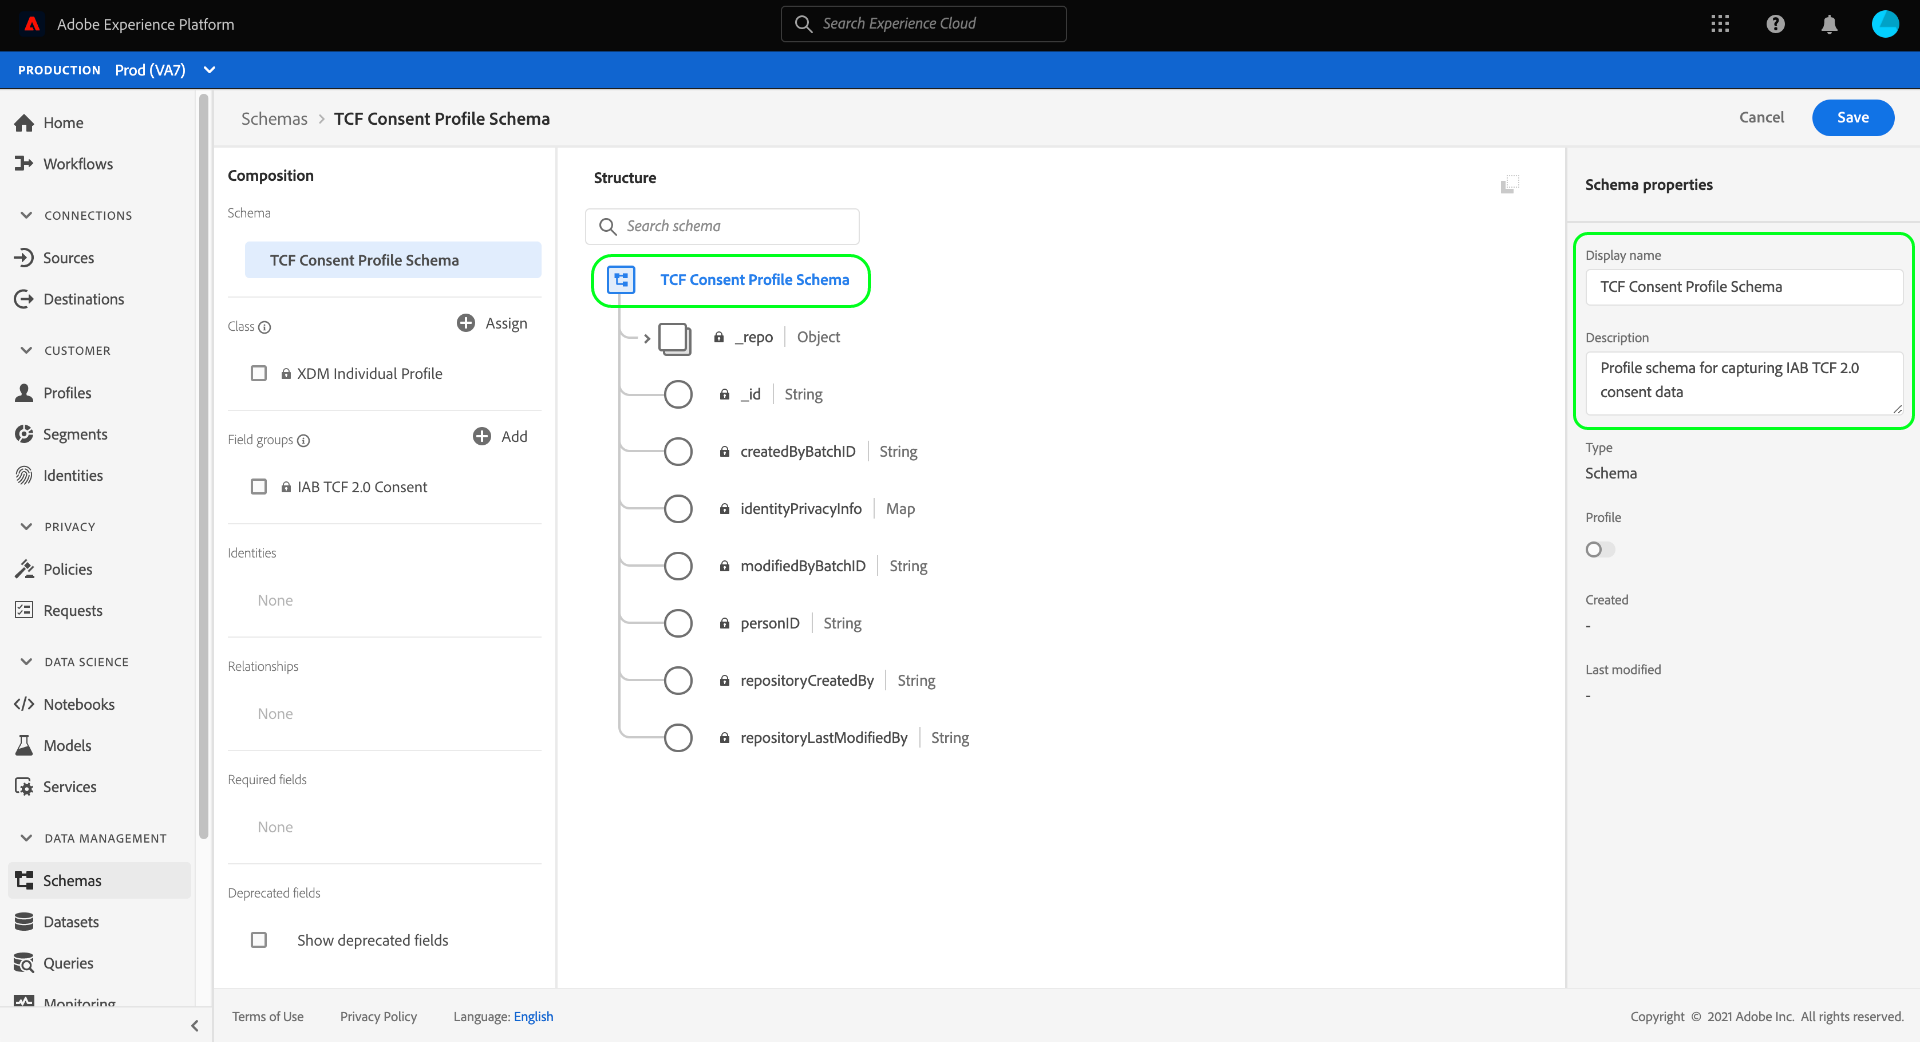 Adobe Experience Platform
Search Experience Cloud
PRODUCTION Prod (VA7)
Home
Workflows
CONNECTIONS
Sources
Destinations
CUSTOMER
Profiles
Segments
Identities
PRIVACY
Policies
Requests
DATA SCIENCE
Notebooks
Models
Services
DATA MANAGEMENT
Schemas
Datasets
Queries
Monitoring
Schemas > TCF Consent Profile Schema
Cancel
Save
Composition
Schema
TCF Consent Profile Schema
Class
Assign
XDM Individual Profile
Field groups
Add
IAB TCF 2.0 Consent
Identities
None
Relationships
None
Required fields
None
Deprecated fields
Show deprecated fields
Structure
Search schema
TCF Consent Profile Schema
_repo | Object
_id | String
createdByBatchID | String
identityPrivacyInfo | Map
modifiedByBatchID | String
personID | String
repositoryCreatedBy | String
repositoryLastModifiedBy | String
Schema properties
Display name
TCF Consent Profile Schema
Description
Profile schema for capturing IAB TCF 2.0
consent data
Type
Schema
Profile
Created
-
Last modified
-
Terms of Use
Privacy Policy
Language: English
Copyright © 2021 Adobe Inc. All rights reserved.